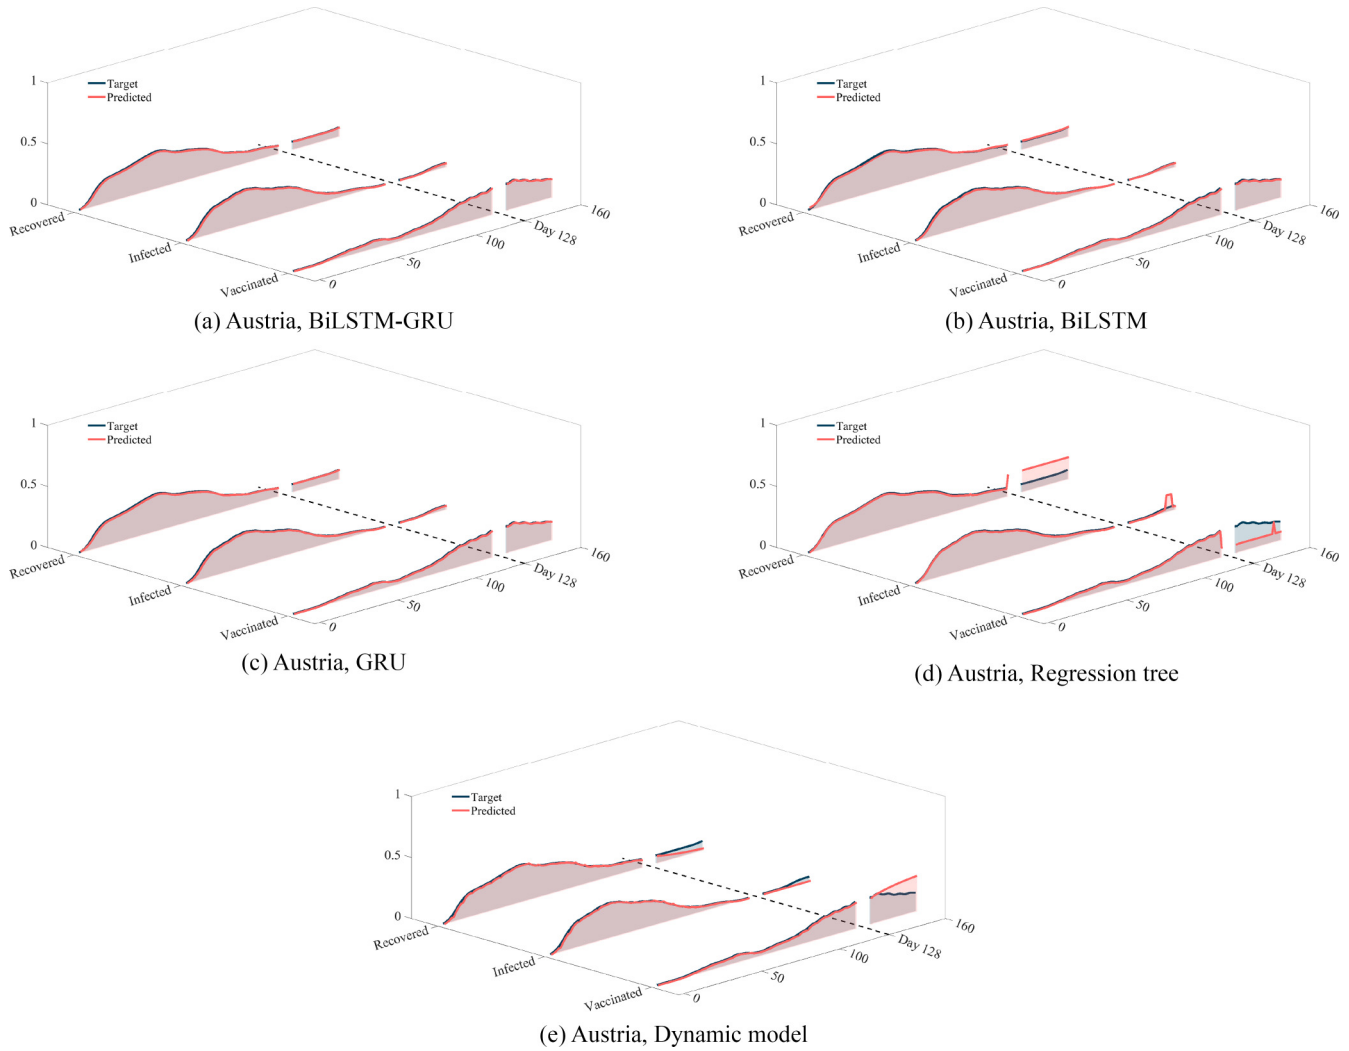 1
0.5
0
Target
Predicted
Recovered
Infected
Vaccinated
0
50
100
Day 128
160
(a) Austria, BiLSTM-GRU
1
0.5
0
Target
Predicted
Recovered
Infected
Vaccinated
0
50
100
Day 128
160
(b) Austria, BiLSTM
1
0.5
0
Target
Predicted
Recovered
Infected
Vaccinated
0
50
100
Day 128
160
(c) Austria, GRU
1
0.5
0
Target
Predicted
Recovered
Infected
Vaccinated
0
50
100
Day 128
160
(d) Austria, Regression tree
1
0.5
0
Target
Predicted
Recovered
Infected
Vaccinated
0
50
100
Day 128
160
(e) Austria, Dynamic model